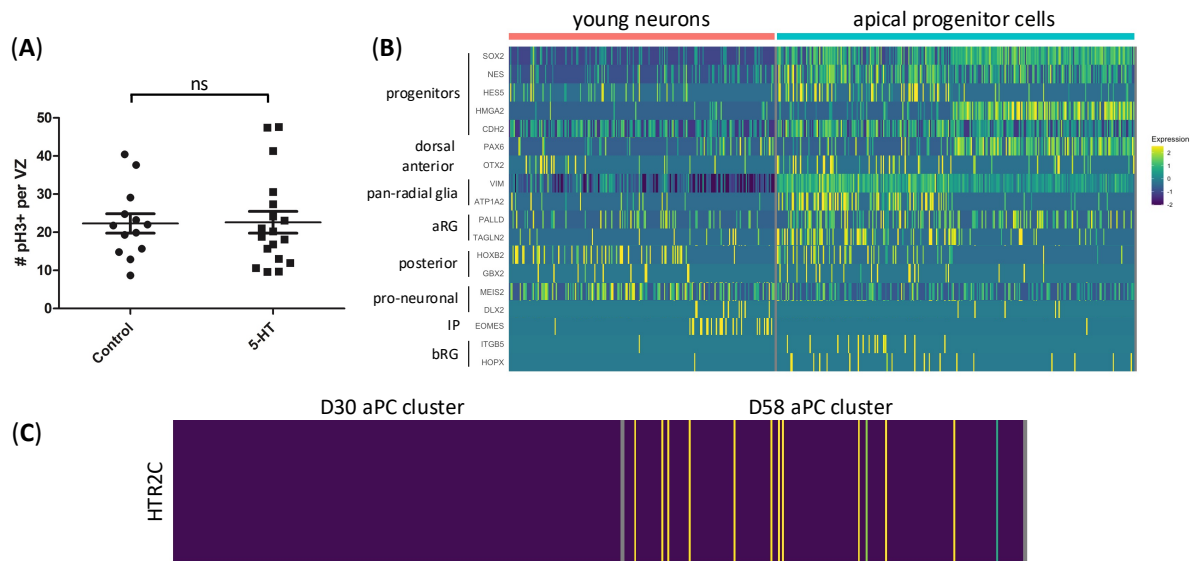 (A)
ns
# pH3+ per VZ
50
40
30
20
10
0
Control
5-HT
(B)
young neurons
apical progenitor cells
progenitors
dorsal
anterior
pan-radial glia
aRG
posterior
pro-neuronal
IP
bRG
SOX2
NES
HES5
HMGA2
CDH2
PAX6
OTX2
VIM
ATP1A2
PALLD
TAGLN2
HOXB2
GBX2
MEIS2
DLX2
EOMES
ITGB5
HOPX
Expression
2
1
0
-1
-2
(C)
D30 aPC cluster
D58 aPC cluster
HTR2C